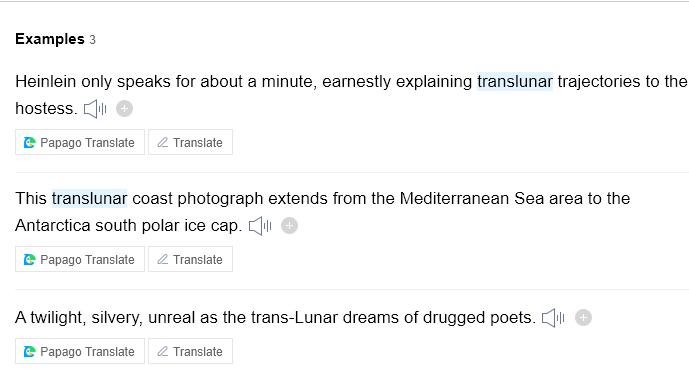 Examples 3
Heinlein only speaks for about a minute, earnestly explaining translunar trajectories to the
hostess.
Papago Translate Translate
This translunar coast photograph extends from the Mediterranean Sea area to the
Antarctica south polar ice cap.
Papago Translate Translate
A twilight, silvery, unreal as the trans-Lunar dreams of drugged poets.
Papago Translate Translate